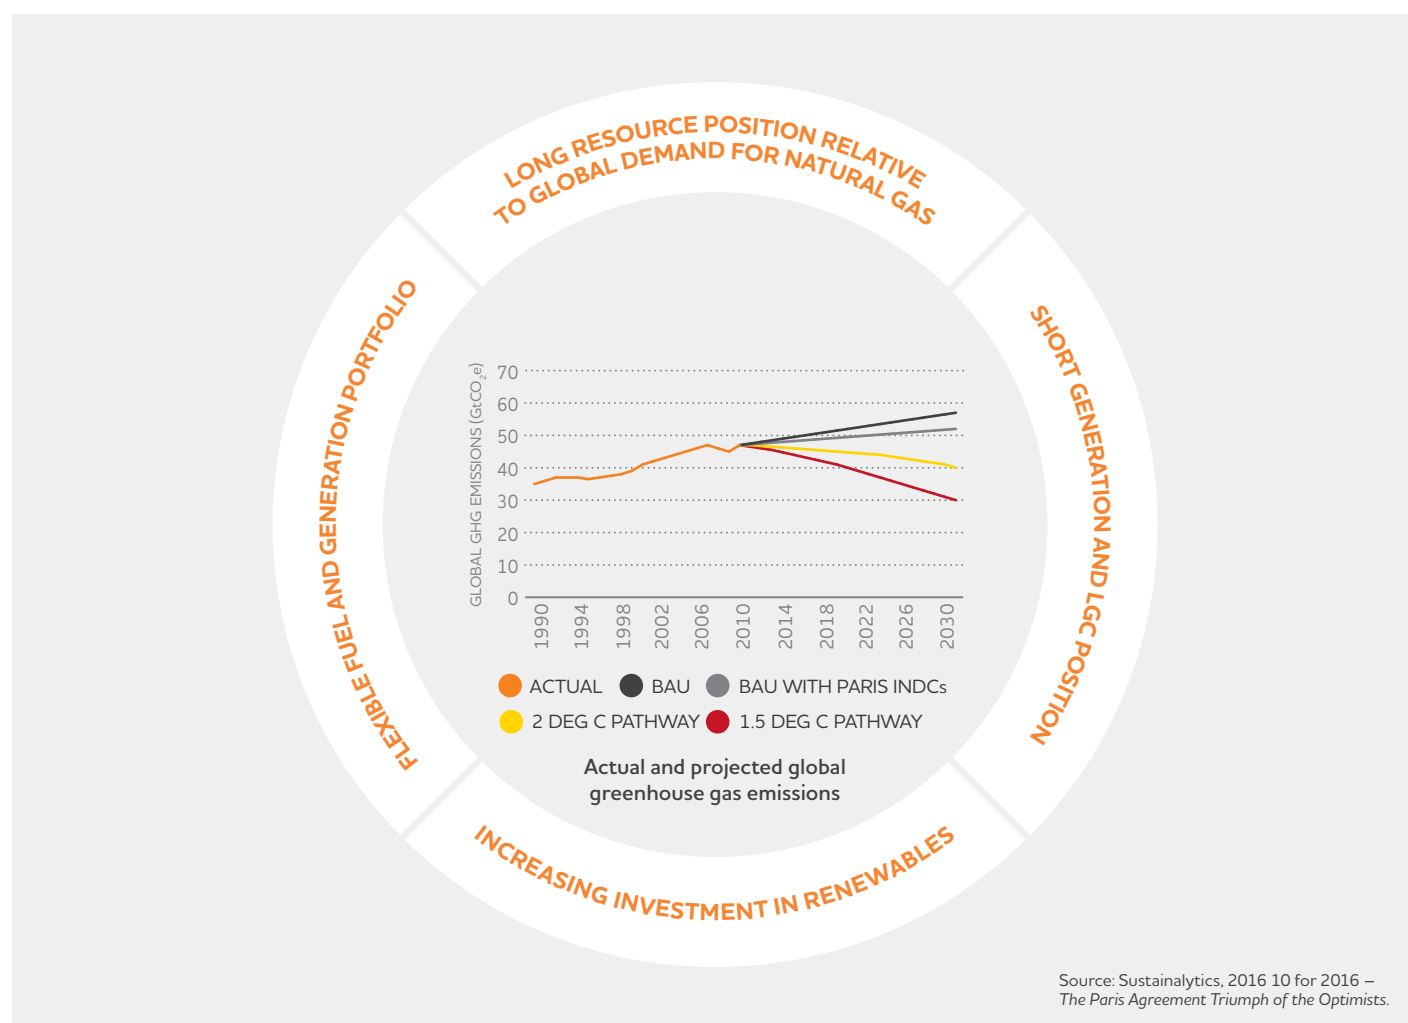 LONG RESOURCE POSITION RELATIVE
TO GLOBAL DEMAND FOR NATURAL GAS
FLEXIBLE FUEL AND GENERATION PORTFOLIO
SHORT GENERATION AND LGC POSITION
GLOBAL GHG EMISSIONS (GtCO₂e)
70
60
50
40
30
20
10
0
1990 1994 1998 2002 2006 2010 2014 2018 2022 2026 2030
ACTUAL BAU BAU WITH PARIS INDCs
2 DEG C PATHWAY 1.5 DEG C PATHWAY
Actual and projected global
greenhouse gas emissions
INCREASING INVESTMENT IN RENEWABLES
Source: Sustainalytics, 2016 10 for 2016 –
The Paris Agreement Triumph of the Optimists.